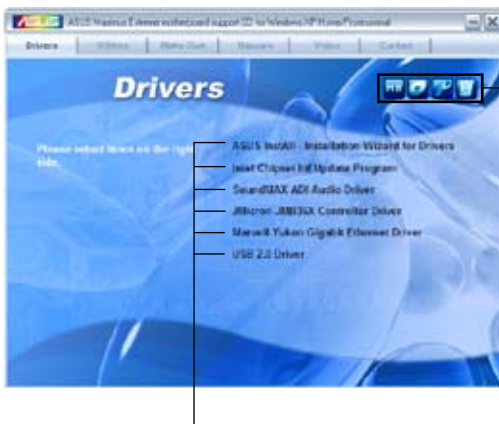 ASUS
ASUS Maximus Extreme motherboard support CD for Windows XP Home/Professional
Drivers
Utilities
Make Disk
Manuals
Video
Contact
Drivers
Please select items on the right side.
ASUS InstAll - Installation Wizard for Drivers
Intel Chipset Inf Update Program
SoundMAX ADI Audio Driver
JMicron JMB36X Controller Driver
Marvell Yukon Gigabit Ethernet Driver
USB 2.0 Driver